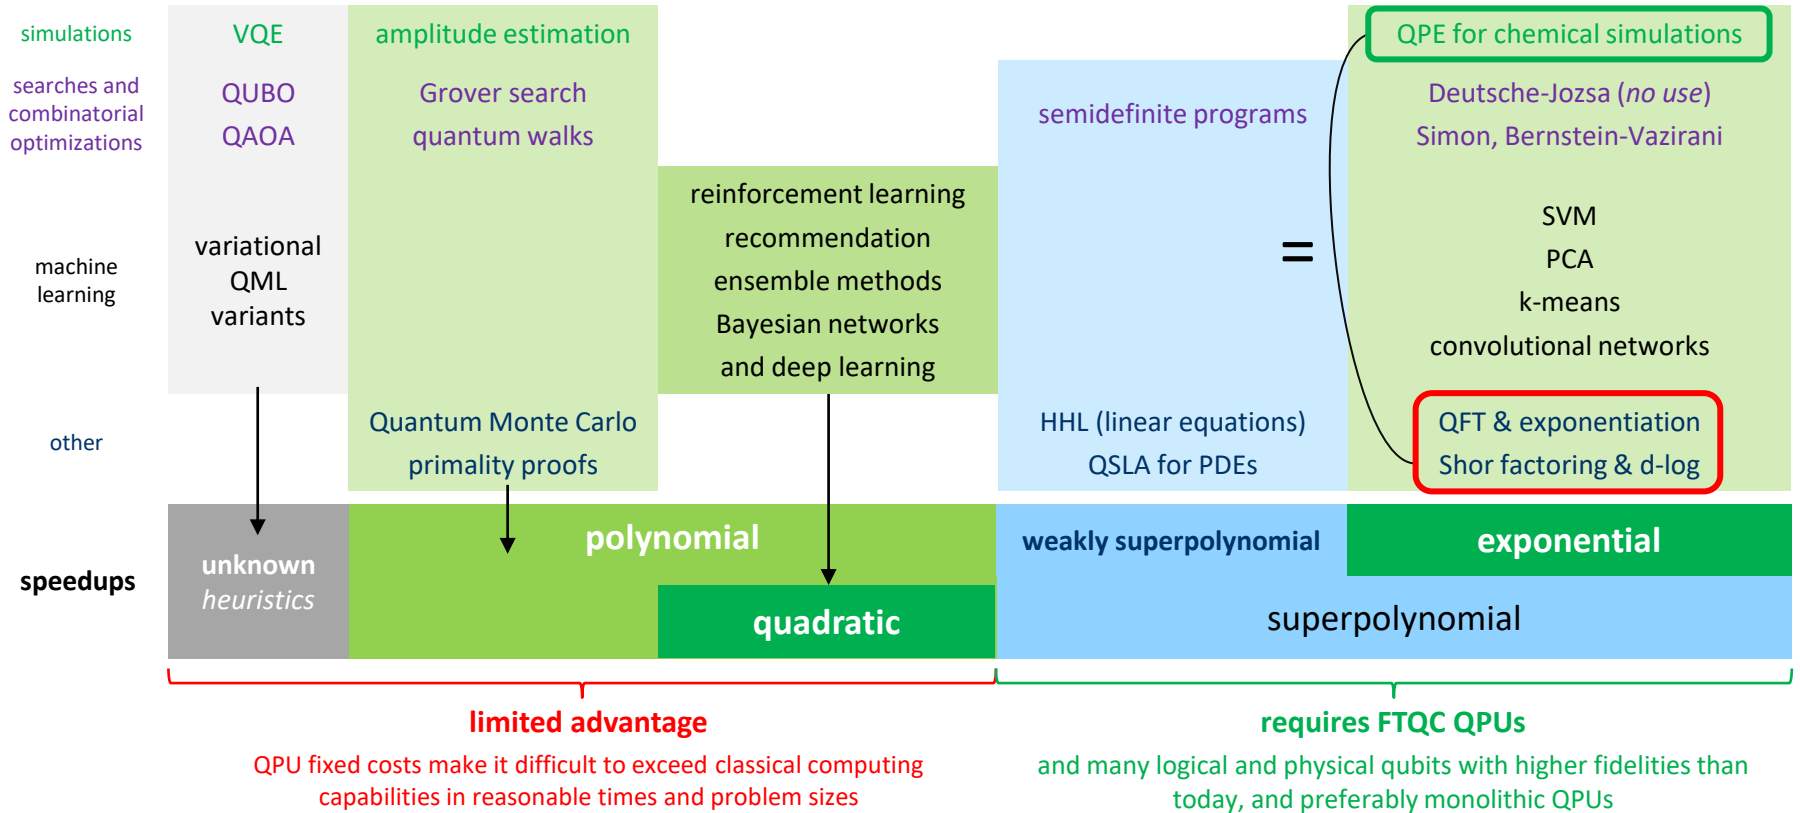 simulations
VQE
amplitude estimation
QPE for chemical simulations
searches and
combinatorial
optimizations
QUBO
QAOA
Grover search
quantum walks
semidefinite programs
Deutsche-Jozsa (no use)
Simon, Bernstein-Vazirani
machine
learning
variational
QML
variants
reinforcement learning
recommendation
ensemble methods
Bayesian networks
and deep learning
=
SVM
PCA
k-means
convolutional networks
other
Quantum Monte Carlo
primality proofs
HHL (linear equations)
QSLA for PDEs
QFT & exponentiation
Shor factoring & d-log
speedups
unknown
heuristics
polynomial
quadratic
weakly superpolynomial
exponential
superpolynomial
limited advantage
QPU fixed costs make it difficult to exceed classical computing
capabilities in reasonable times and problem sizes
requires FTQC QPUs
and many logical and physical qubits with higher fidelities than
today, and preferably monolithic QPUs